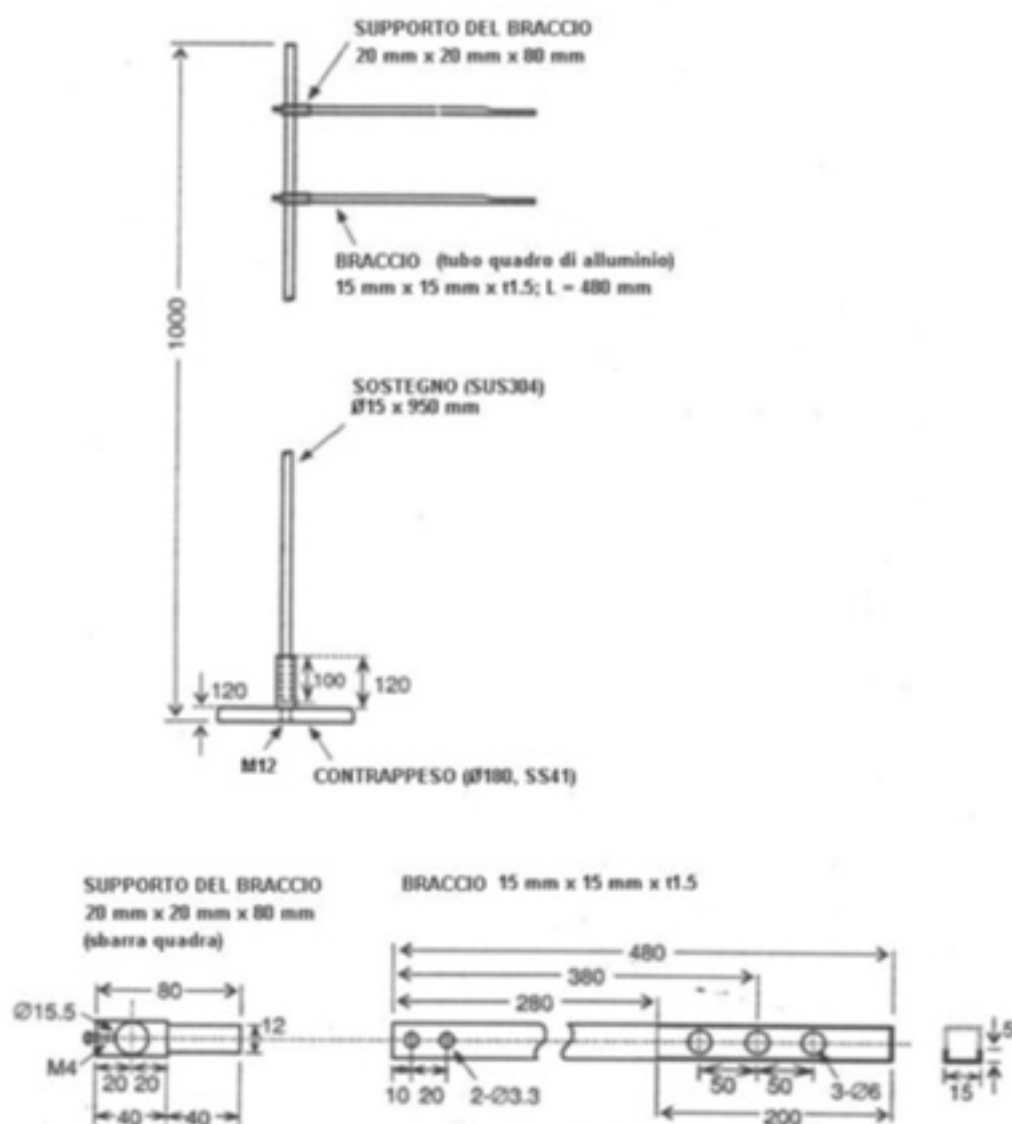 SUPPORTO DEL BRACCIO
20 mm x 20 mm x 80 mm
BRACCIO (tubo quadro di alluminio)
15 mm x 15 mm x t1.5; L = 480 mm
1000
SOSTEGNO (SUS304)
Ø15 x 950 mm
120
100
120
M12
CONTRAPPESO (Ø180, SS41)
SUPPORTO DEL BRACCIO
20 mm x 20 mm x 80 mm
(sbarra quadra)
BRACCIO 15 mm x 15 mm x t1.5
480
380
280
80
Ø15.5
12
M4
20 20
40
40
10
20
2-Ø3.3
50
50
3-Ø6
200
15
5